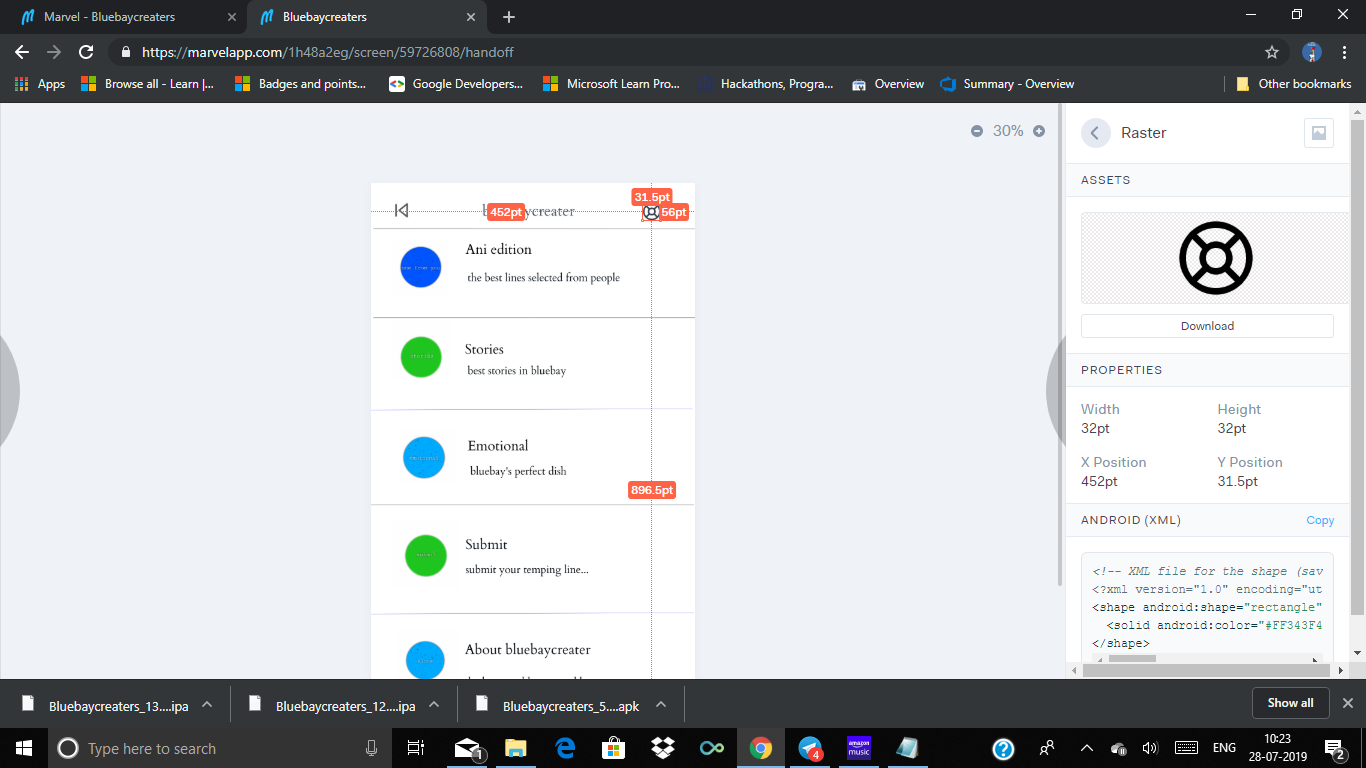 Marvel - Bluebaycreaters
Bluebaycreaters
https://marvelapp.com/1h48a2eg/screen/59726808/handoff
Apps
Browse all - Learn |...
Badges and points...
Google Developers...
Microsoft Learn Pro...
Hackathons, Progra...
Overview
Summary - Overview
Other bookmarks
30%
Raster
ASSETS
31.5pt
452pt
ycreater
56pt
Ani edition
the best lines selected from people
Stories
best stories in bluebay
Emotional
bluebay's perfect dish
896.5pt
Submit
submit your temping line...
About bluebaycreater
Download
PROPERTIES
Width
Height
32pt
32pt
X Position
Y Position
452pt
31.5pt
ANDROID (XML)
Copy
<!-- XML file for the shape (sav
<?xml version="1.0" encoding="ut
<shape android:shape="rectangle"
<solid android:color="#FF343F4
</shape>
Bluebaycreaters_13....ipa
Bluebaycreaters_12....ipa
Bluebaycreaters_5....apk
Show all
Type here to search
1
4
amazon music
ENG
10:23
28-07-2019
2